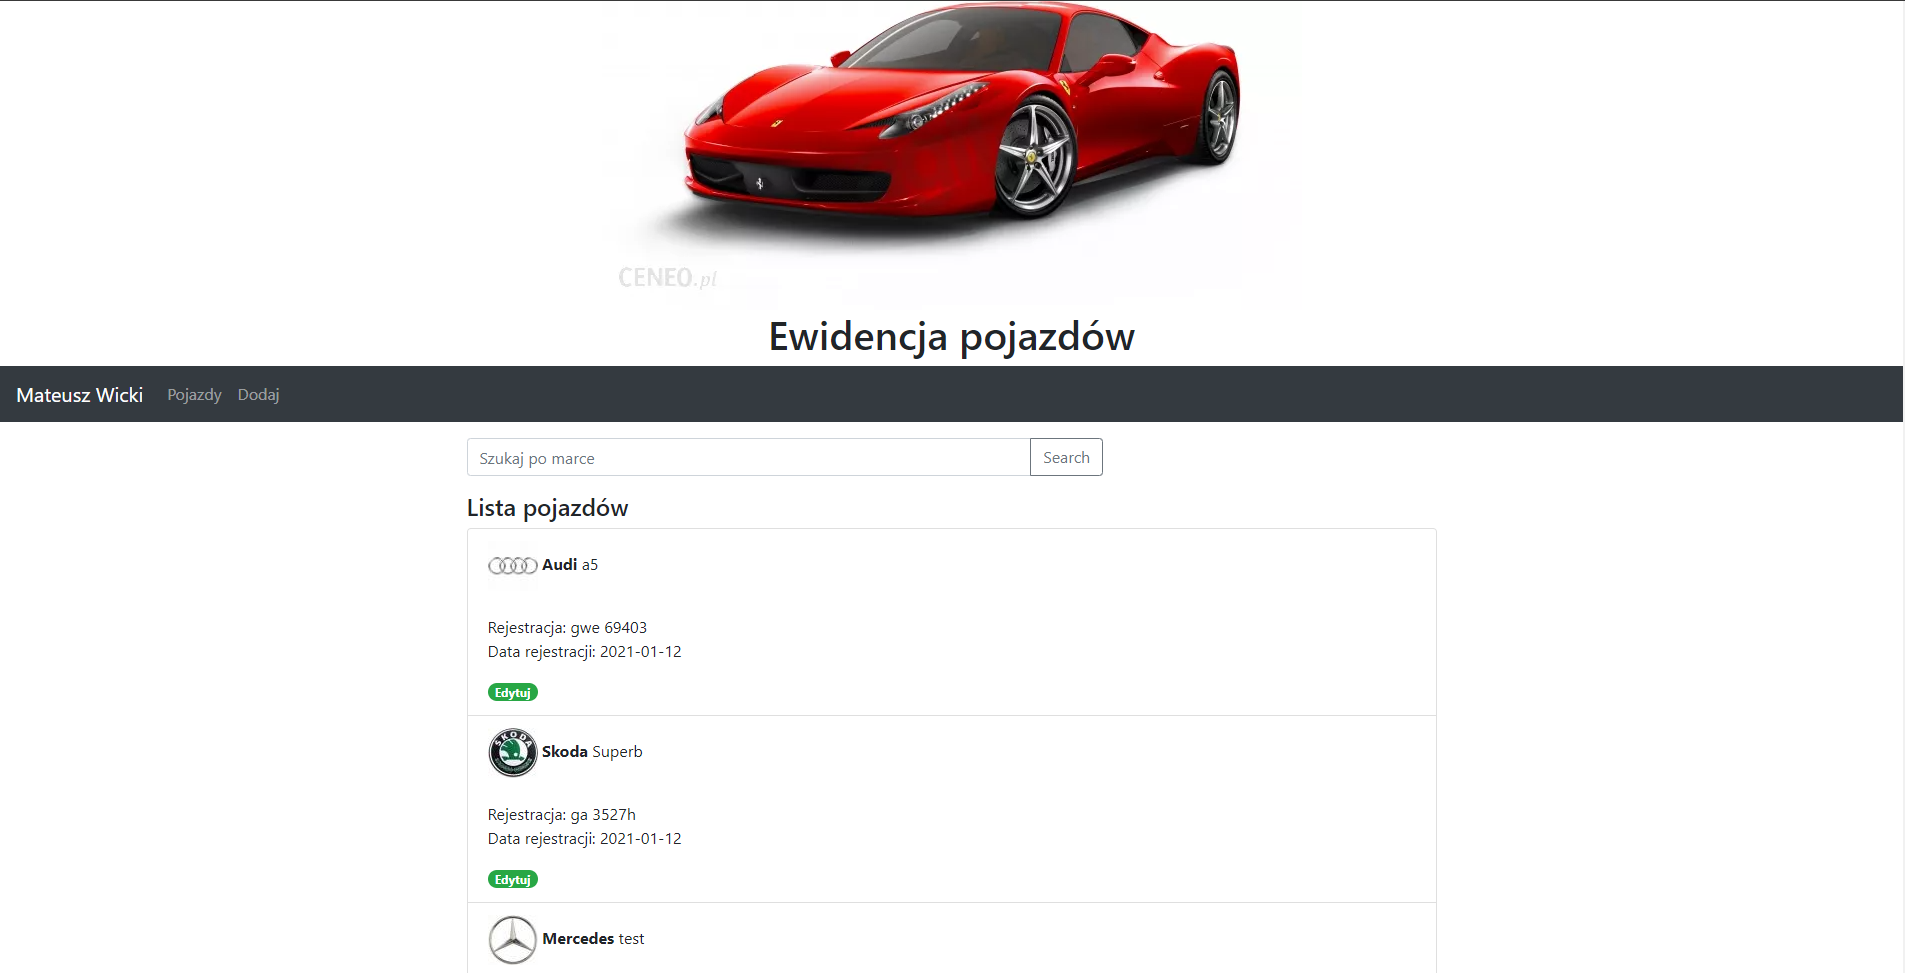 CENEO.pl
Ewidencja pojazdów
Mateusz Wicki Pojazdy Dodaj
Szukaj po marce Search
Lista pojazdów
Audi a5
Rejestracja: gwe 69403
Data rejestracji: 2021-01-12
Edytuj
SKODA
Skoda Superb
Rejestracja: ga 3527h
Data rejestracji: 2021-01-12
Edytuj
Mercedes test